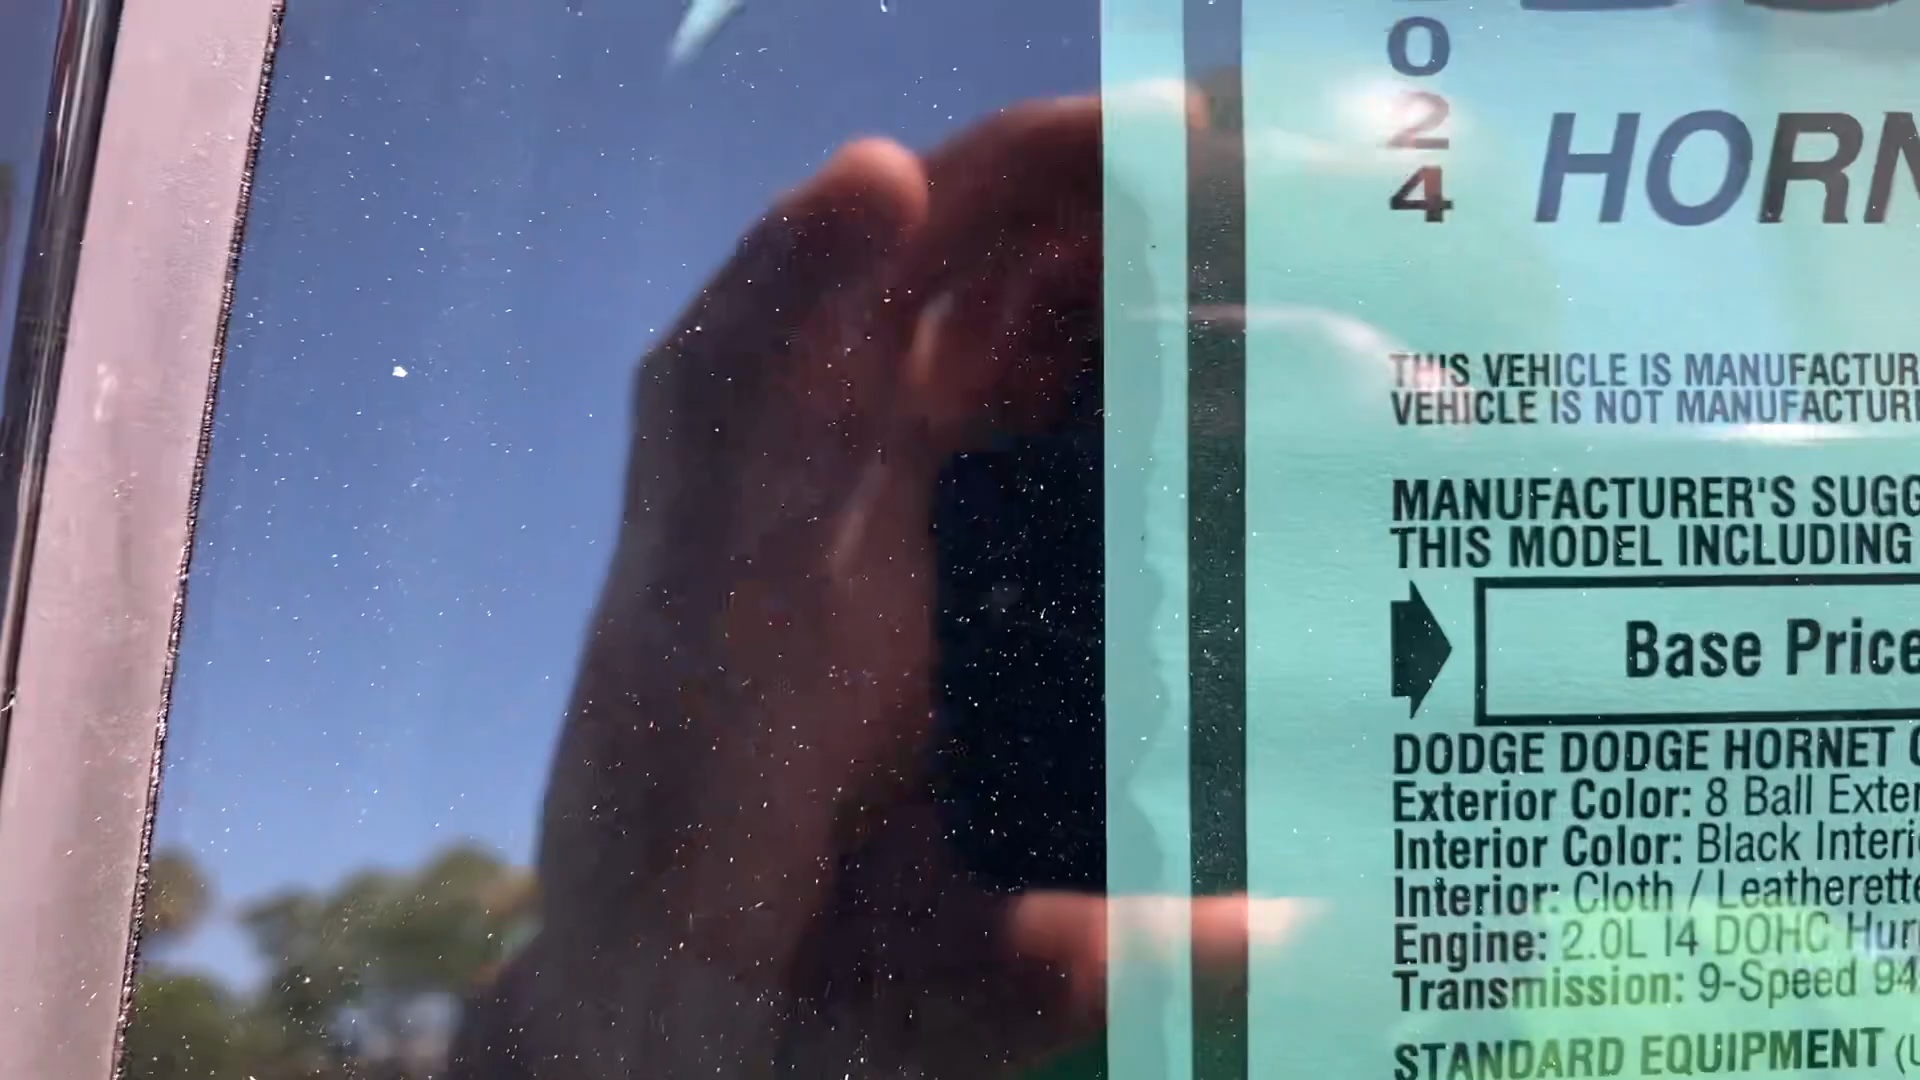 0
2
4
HORN
THIS VEHICLE IS MANUFACTUR
VEHICLE IS NOT MANUFACTUR
MANUFACTURER'S SUGG
THIS MODEL INCLUDING
Base Price
DODGE DODGE HORNET
Exterior Color: 8 Ball Exter
Interior Color: Black Interi
Interior: Cloth / Leatherette
Engine: 2.0L I4 DOHC Hurr
Transmission: 9-Speed 94
STANDARD EQUIPMENT (U